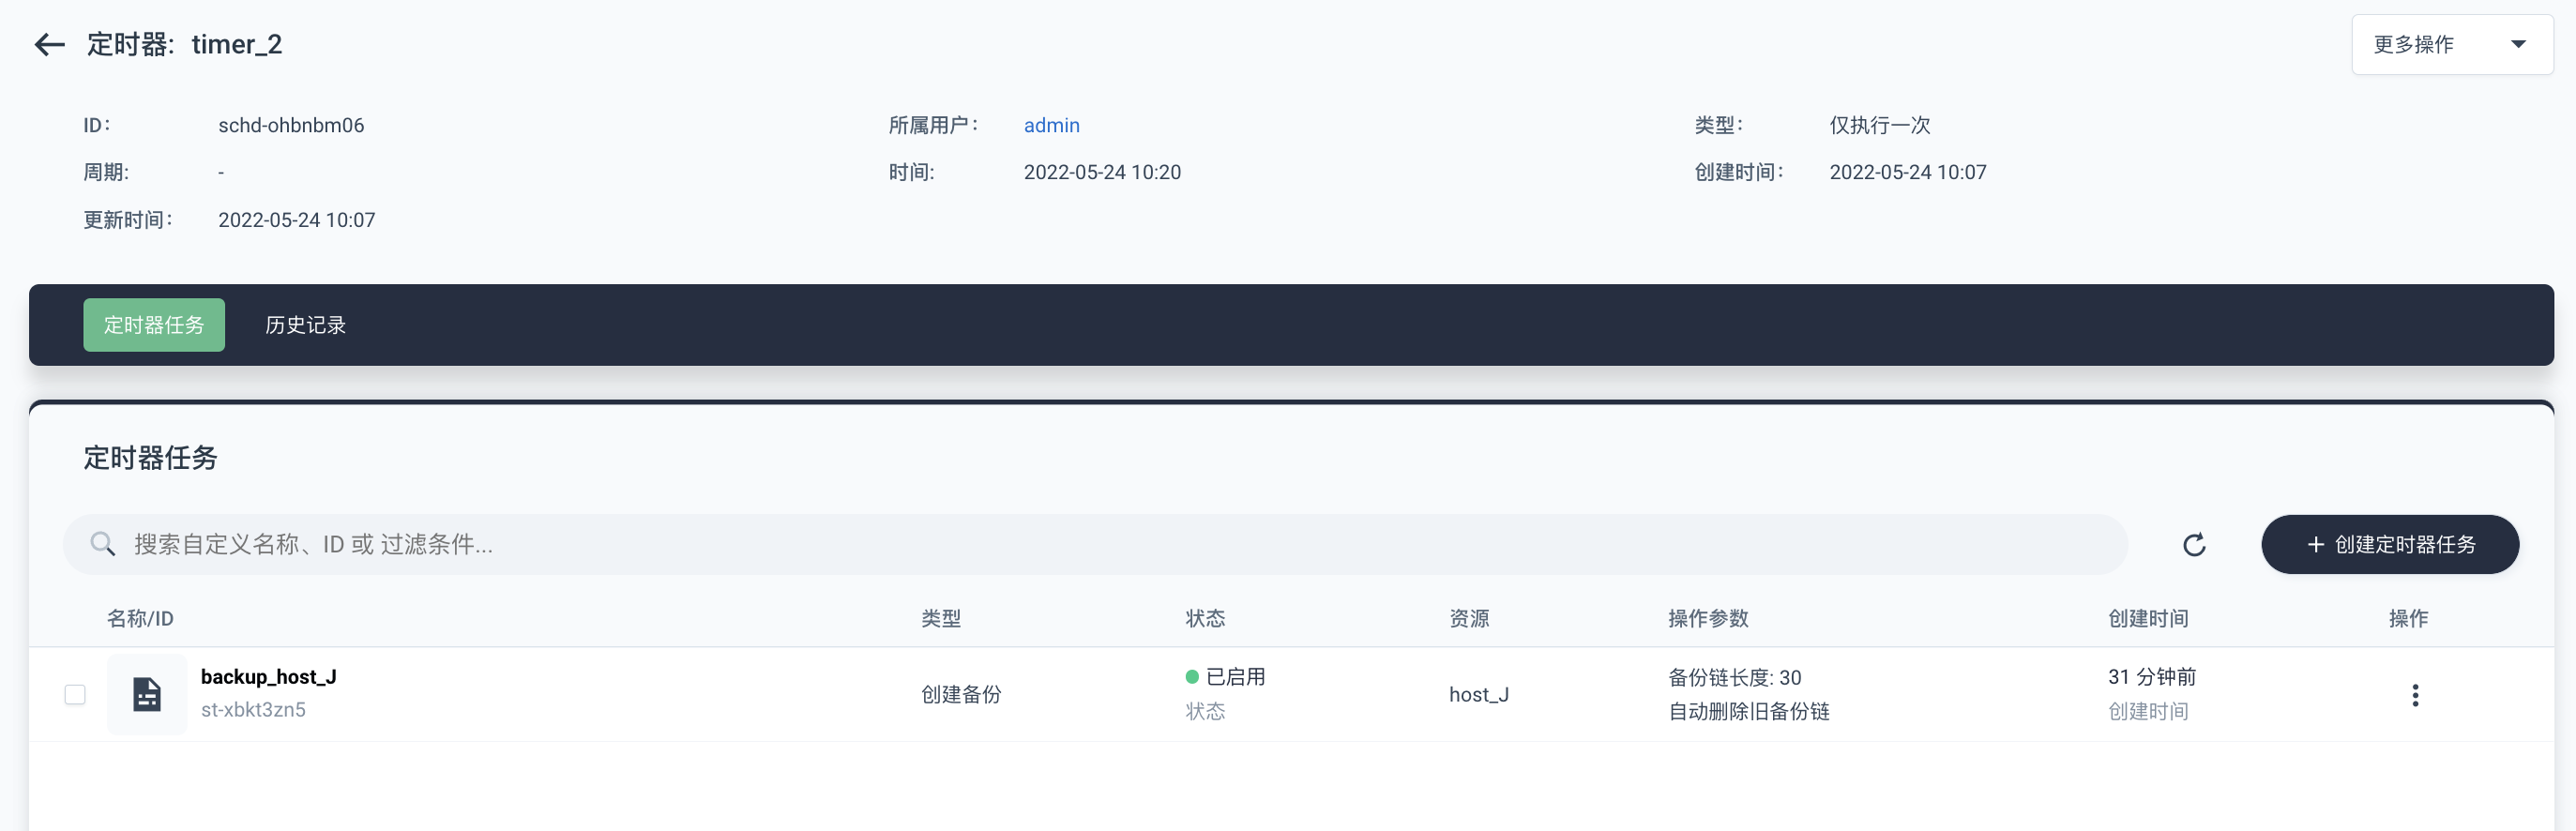 定时器: timer_2
更多操作
ID: schd-ohbnbm06
所属用户: admin
类型: 仅执行一次
周期: -
时间: 2022-05-24 10:20
创建时间: 2022-05-24 10:07
更新时间: 2022-05-24 10:07
定时器任务 历史记录
定时器任务
搜索自定义名称、ID 或 过滤条件...
+ 创建定时器任务
名称/ID 类型 状态 资源 操作参数 创建时间 操作
backup_host_J
st-xbkt3zn5
创建备份
已启用
状态
host_J
备份链长度: 30
自动删除旧备份链
31 分钟前
创建时间